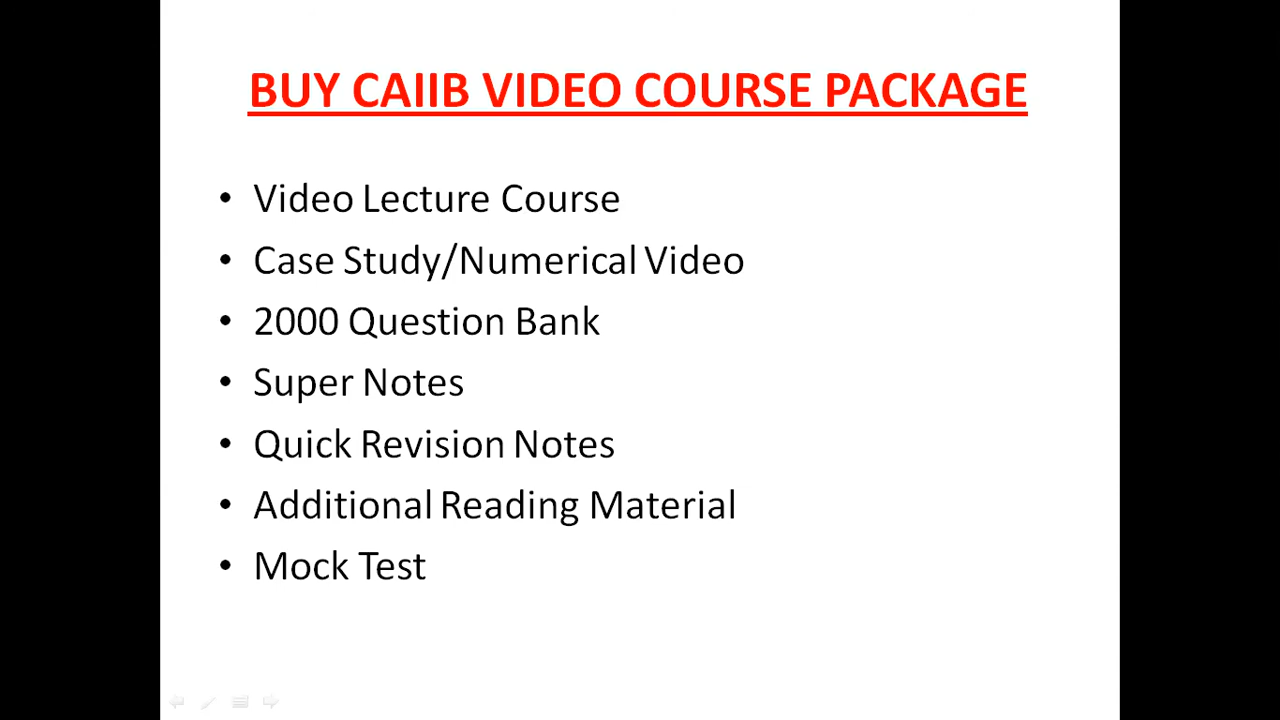 BUY CAIIB VIDEO COURSE PACKAGE
• Video Lecture Course
• Case Study/Numerical Video
• 2000 Question Bank
• Super Notes
• Quick Revision Notes
• Additional Reading Material
• Mock Test